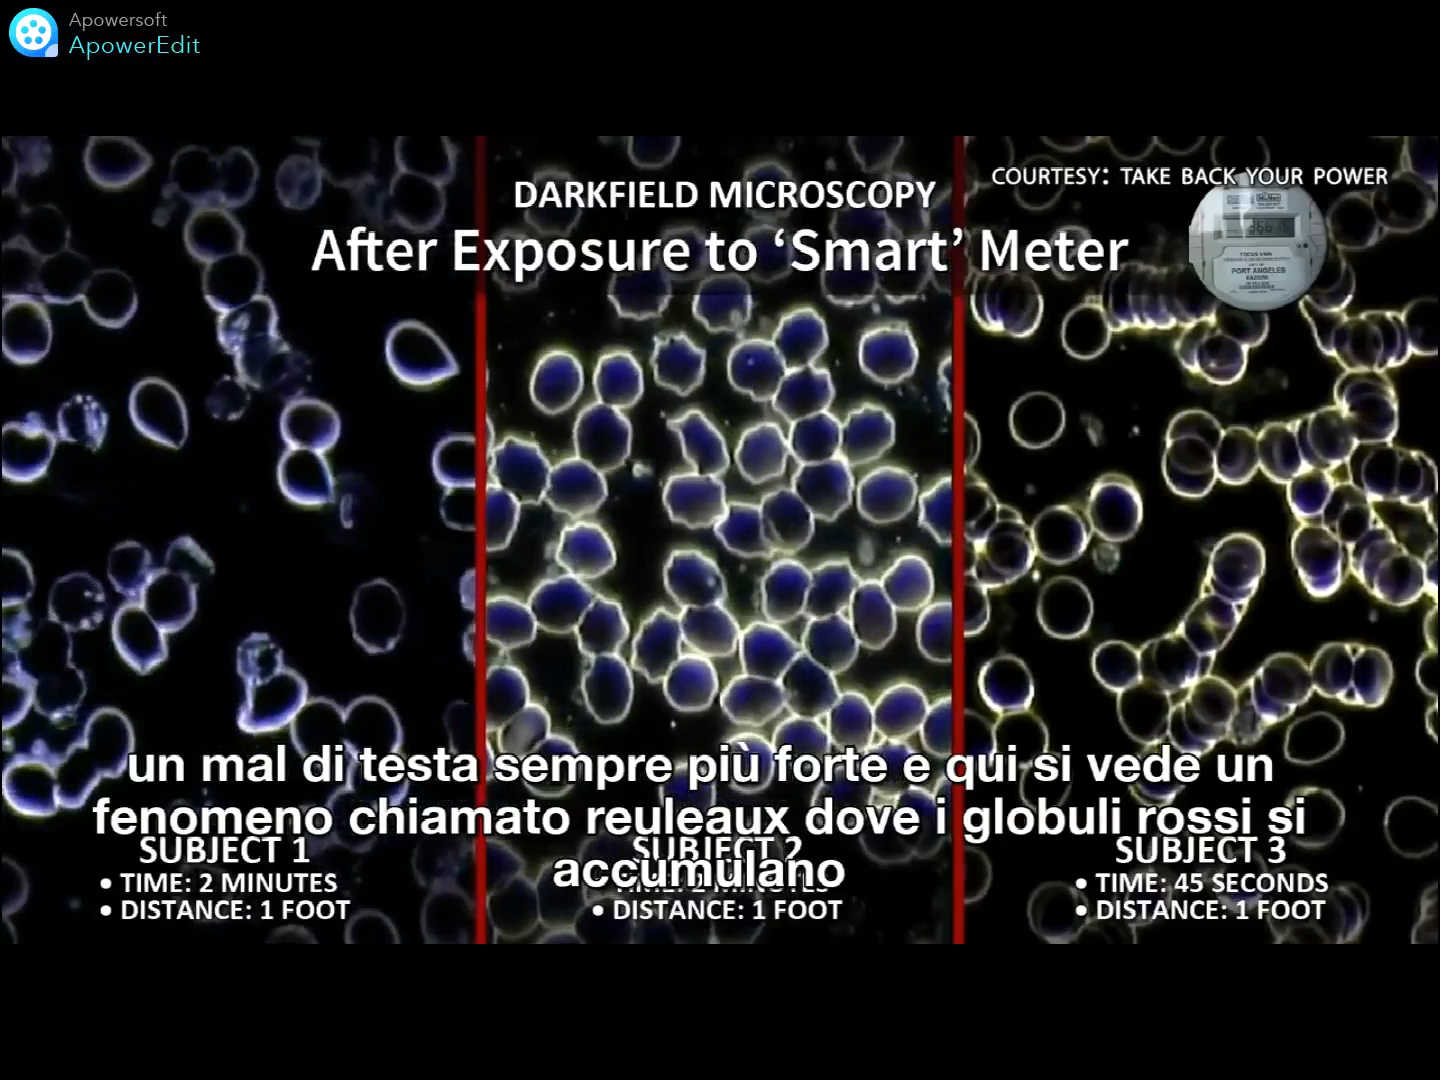 Apowersoft
ApowerEdit
COURTESY: TAKE BACK YOUR POWER
DARKFIELD MICROSCOPY
After Exposure to ‘Smart’ Meter
FORT ANGELES
un mal di testa sempre più forte e qui si vede un
fenomeno chiamato reuleaux dove i globuli rossi si
accumulano
SUBJECT 1
• TIME: 2 MINUTES
• DISTANCE: 1 FOOT
SUBJECT 2
• DISTANCE: 1 FOOT
SUBJECT 3
• TIME: 45 SECONDS
• DISTANCE: 1 FOOT